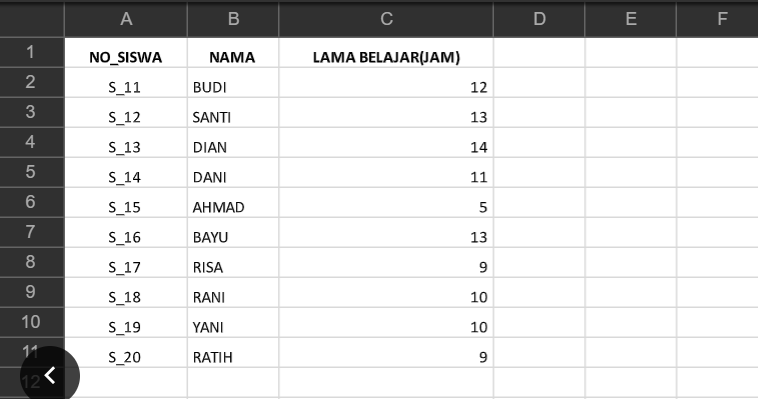 A B C D E F
1 NO_SISWA NAMA LAMA BELAJAR(JAM)
2 S_11 BUDI 12
3 S_12 SANTI 13
4 S_13 DIAN 14
5 S_14 DANI 11
6 S_15 AHMAD 5
7 S_16 BAYU 13
8 S_17 RISA 9
9 S_18 RANI 10
10 S_19 YANI 10
11 S_20 RATIH 9
12